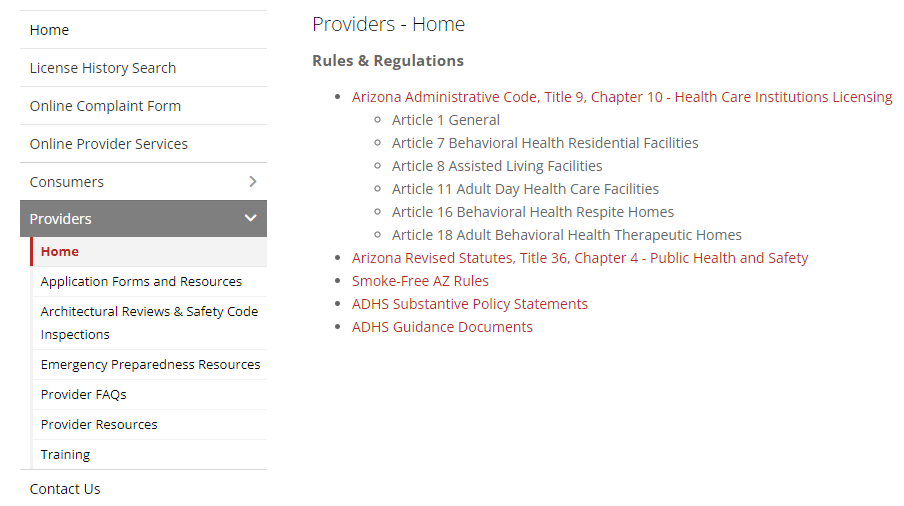 Home
License History Search
Online Complaint Form
Online Provider Services
Consumers
Providers
Home
Application Forms and Resources
Architectural Reviews & Safety Code
Inspections
Emergency Preparedness Resources
Provider FAQs
Provider Resources
Training
Contact Us
Providers - Home
Rules & Regulations
Arizona Administrative Code, Title 9, Chapter 10 - Health Care Institutions Licensing
Article 1 General
Article 7 Behavioral Health Residential Facilities
Article 8 Assisted Living Facilities
Article 11 Adult Day Health Care Facilities
Article 16 Behavioral Health Respite Homes
Article 18 Adult Behavioral Health Therapeutic Homes
Arizona Revised Statutes, Title 36, Chapter 4 - Public Health and Safety
Smoke-Free AZ Rules
ADHS Substantive Policy Statements
ADHS Guidance Documents